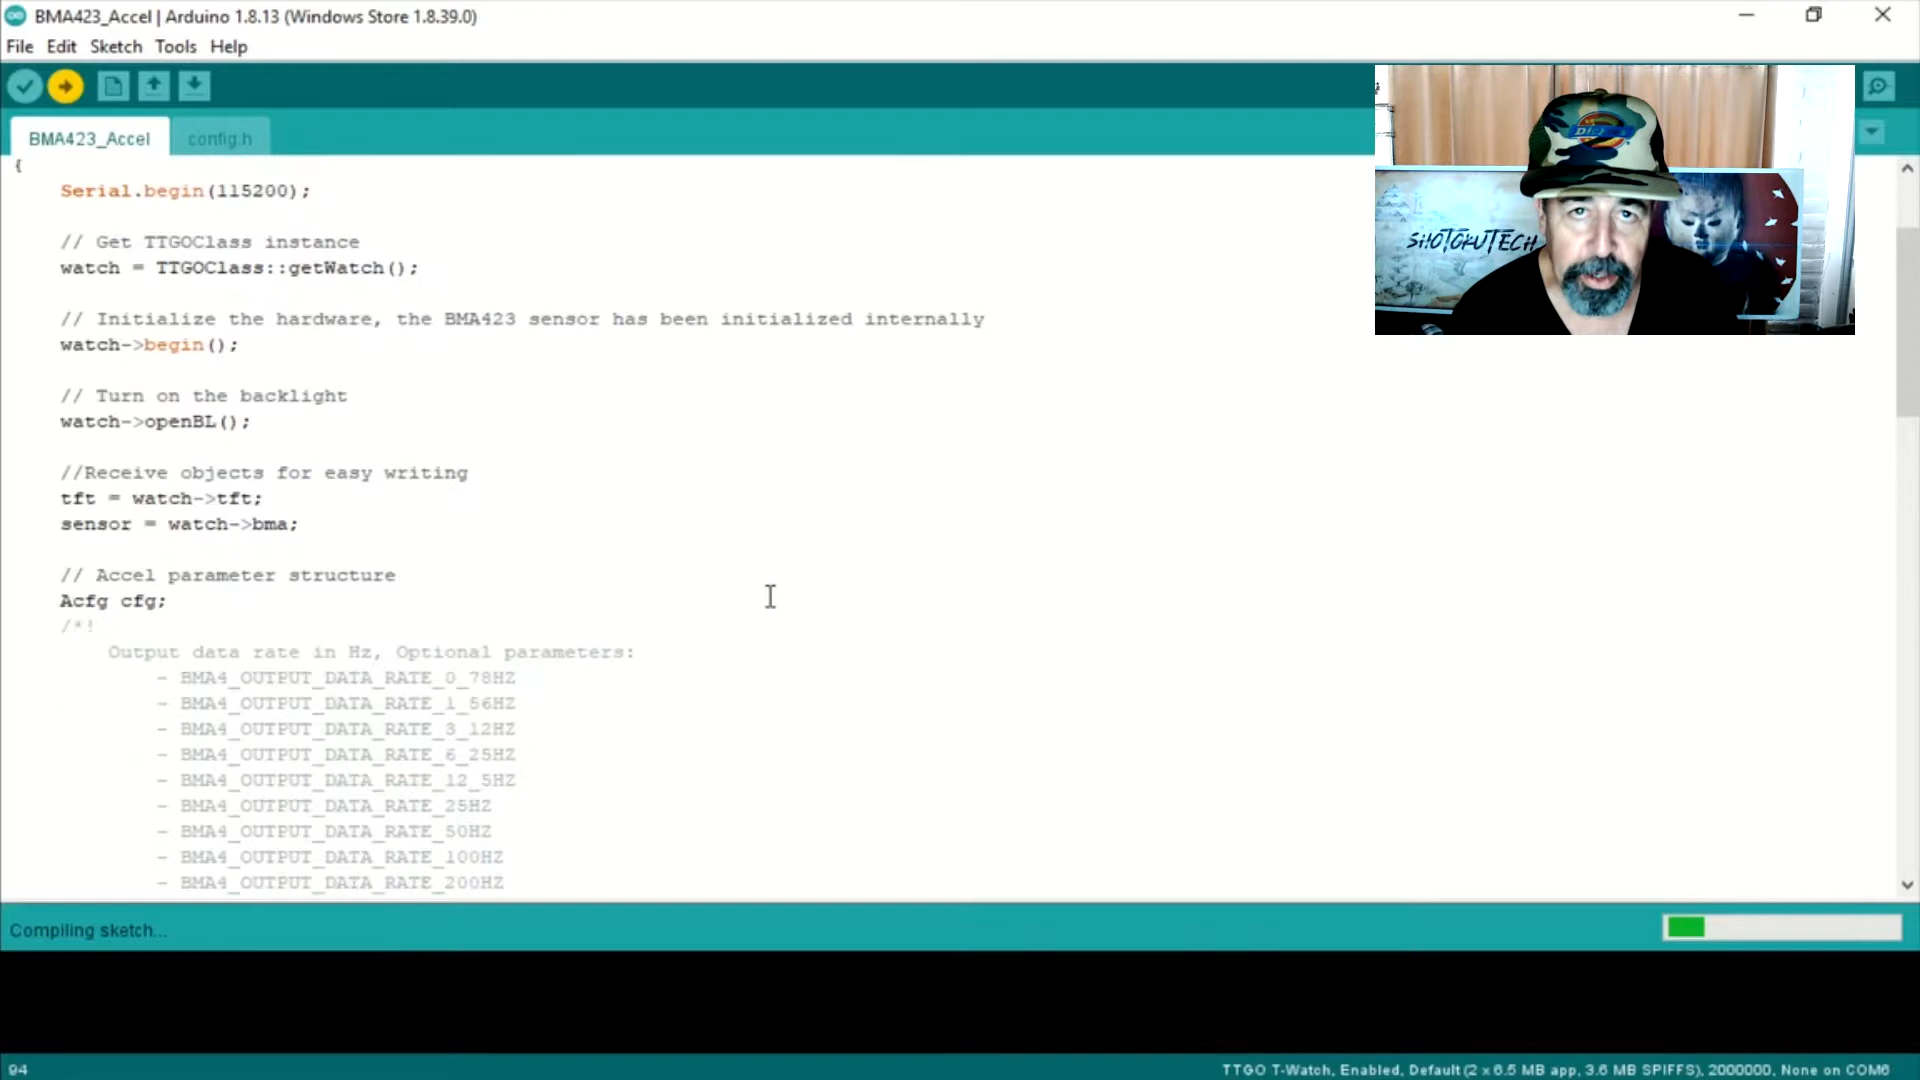 BMA423_Accel | Arduino 1.8.13 (Windows Store 1.8.39.0)
File Edit Sketch Tools Help
BMA423_Accel config.h
{
Serial.begin(115200);
// Get TTGOClass instance
watch = TTGOClass::getWatch();
// Initialize the hardware, the BMA423 sensor has been initialized internally
watch->begin();
// Turn on the backlight
watch->openBL();
//Receive objects for easy writing
tft = watch->tft;
sensor = watch->bma;
// Accel parameter structure
Acfg cfg;
/*!
Output data rate in Hz, Optional parameters:
- BMA4_OUTPUT_DATA_RATE_0_78HZ
- BMA4_OUTPUT_DATA_RATE_1_56HZ
- BMA4_OUTPUT_DATA_RATE_3_12HZ
- BMA4_OUTPUT_DATA_RATE_6_25HZ
- BMA4_OUTPUT_DATA_RATE_12_5HZ
- BMA4_OUTPUT_DATA_RATE_25HZ
- BMA4_OUTPUT_DATA_RATE_50HZ
- BMA4_OUTPUT_DATA_RATE_100HZ
- BMA4_OUTPUT_DATA_RATE_200HZ
SHOTOKUTECH
Compiling sketch...
94
TTGO T-Watch, Enabled, Default (2 x 6.5 MB app, 3.6 MB SPIFFS), 2000000, None on COM6